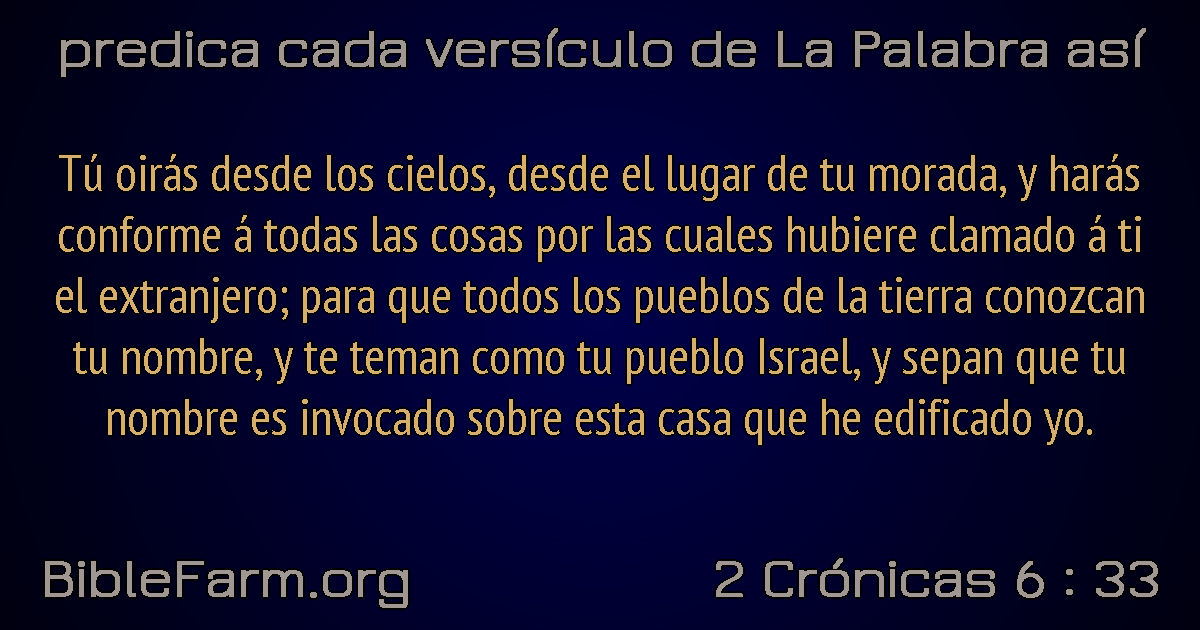 predica cada versículo de La Palabra así
Tú oirás desde los cielos, desde el lugar de tu morada, y harás
conforme á todas las cosas por las cuales hubiere clamado á ti
el extranjero; para que todos los pueblos de la tierra conozcan
tu nombre, y te teman como tu pueblo Israel, y sepan que tu
nombre es invocado sobre esta casa que he edificado yo.
BibleFarm.org
2 Crónicas 6 : 33